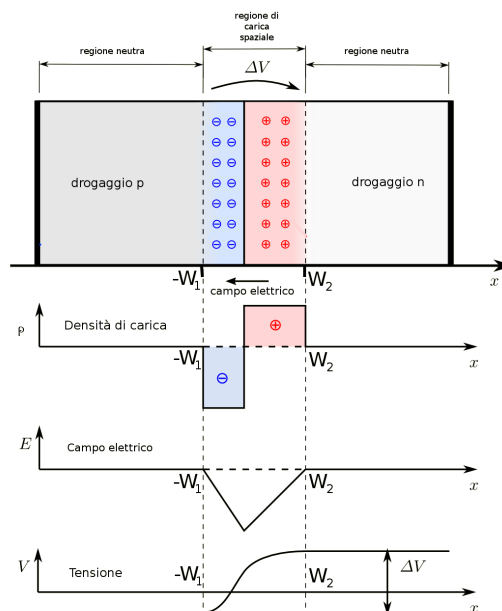 regione di
carica
spaziale
regione neutra
regione neutra
ΔV
drogaggio p
drogaggio n
-W1
W2
x
campo elettrico
ρ
Densità di carica
-W1
W2
x
E
Campo elettrico
-W1
W2
x
V
Tensione
-W1
W2
ΔV
x